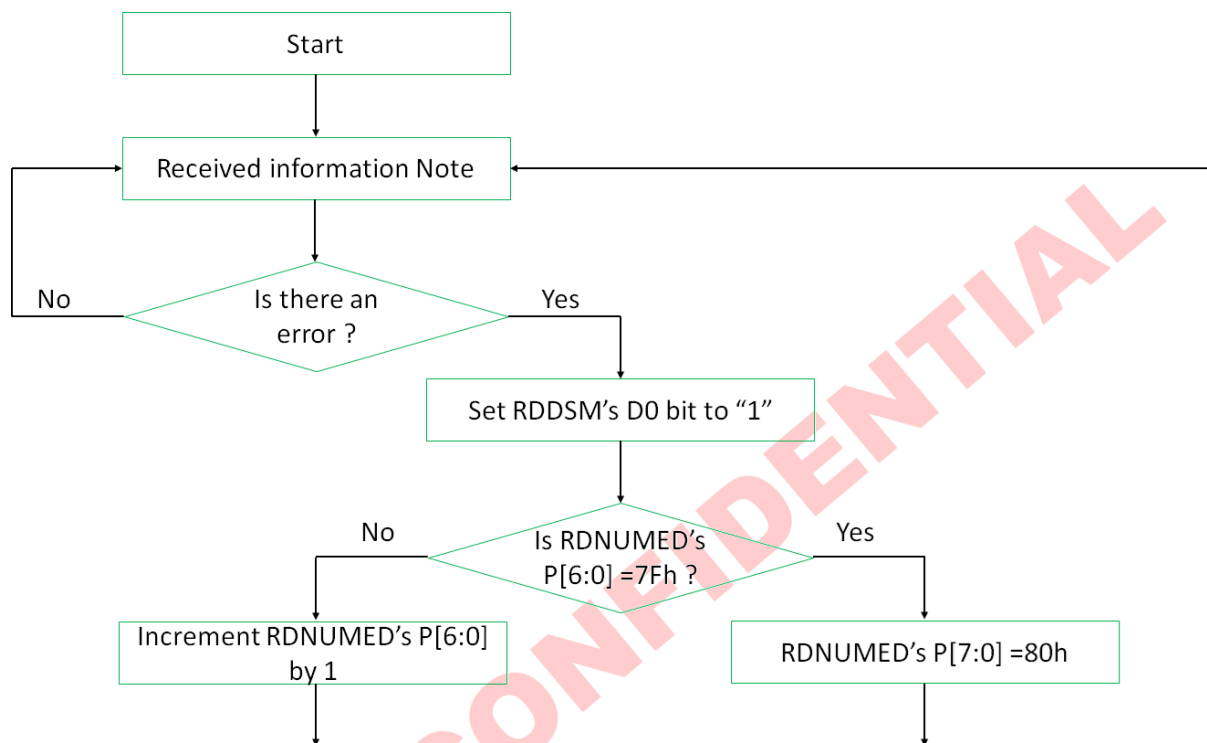 Start
Received information Note
No
Is there an
error ?
Yes
Set RDDSM’s D0 bit to “1”
No
Is RDNUMED’s
P[6:0] =7Fh ?
Yes
Increment RDNUMED’s P[6:0]
by 1
RDNUMED’s P[7:0] =80h
CONFIDENTIAL